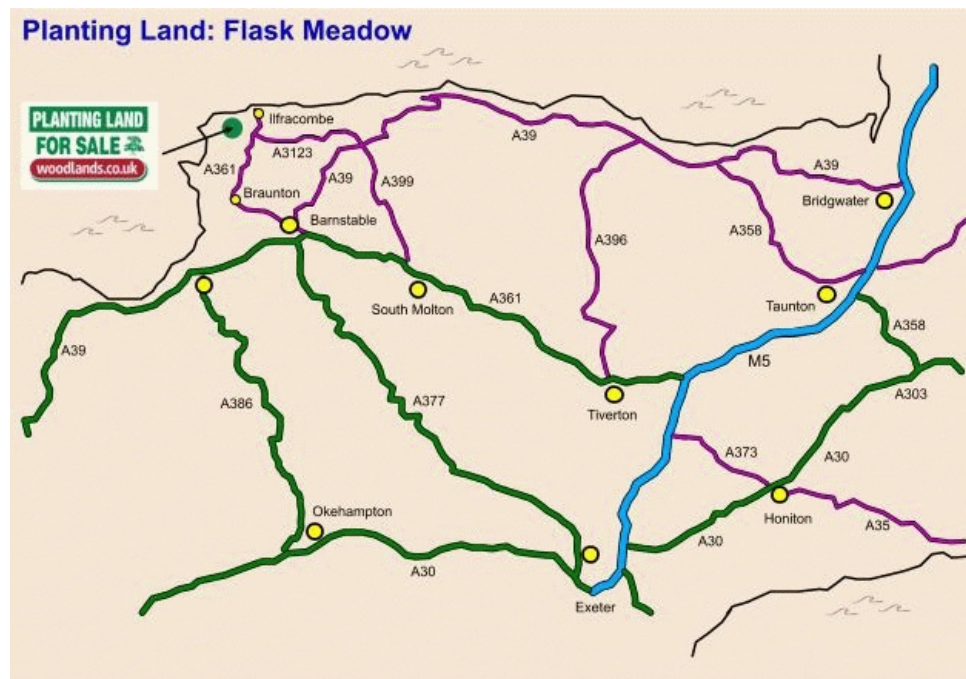 Planting Land: Flask Meadow
PLANTING LAND
FOR SALE
woodlands.co.uk
Ilfracombe
A3123
A39
A39
A361
A39
A399
Braunton
Bridgwater
Barnstable
A396
A358
South Molton
A361
Taunton
A358
A39
M5
A386
A377
Tiverton
A303
A373
A30
Okehampton
Honiton
A35
A30
A30
Exeter